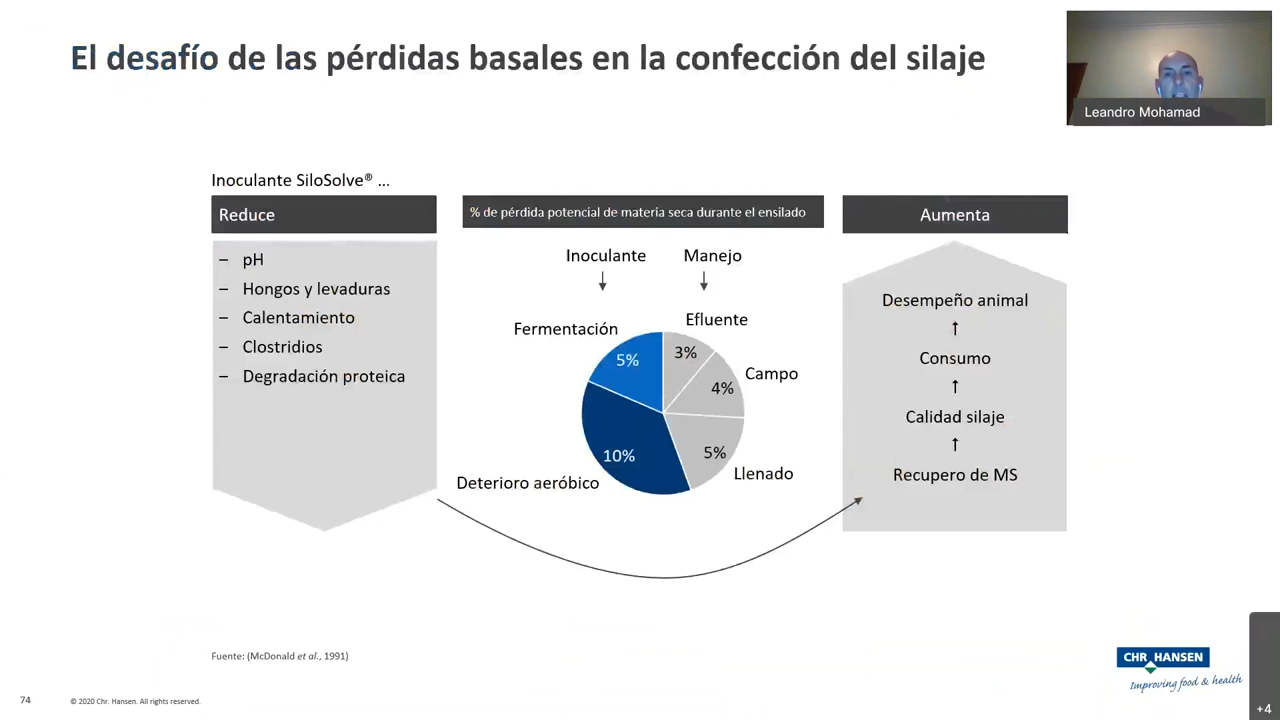 El desafío de las pérdidas basales en la confección del silaje
Leandro Mohamad
Inoculante SiloSolve® ...
Reduce
– pH
– Hongos y levaduras
– Calentamiento
– Clostridios
– Degradación proteica
% de pérdida potencial de materia seca durante el ensilado
Inoculante
Manejo
Fermentación
Efluente
5%
3%
Campo
4%
10%
5%
Deterioro aeróbico
Llenado
Aumenta
Desempeño animal
Consumo
Calidad silaje
Recupero de MS
Fuente: (McDonald et al., 1991)
CHR HANSEN
Improving food & health
74
© 2020 Chr. Hansen. All rights reserved.
+4